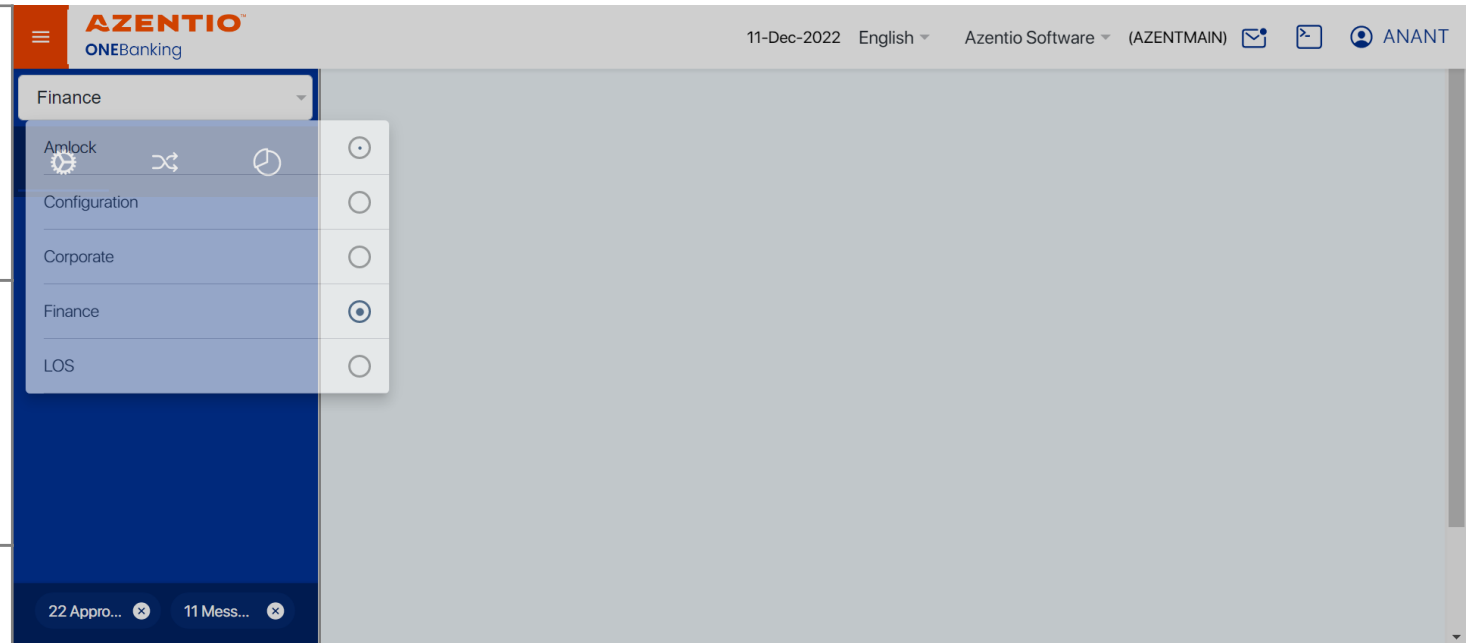 AZENTIO™
ONEBanking
11-Dec-2022 English Azentio Software (AZENTMAIN) ANANT
Finance
Amlock
Configuration
Corporate
Finance
LOS
22 Appro... 11 Mess...